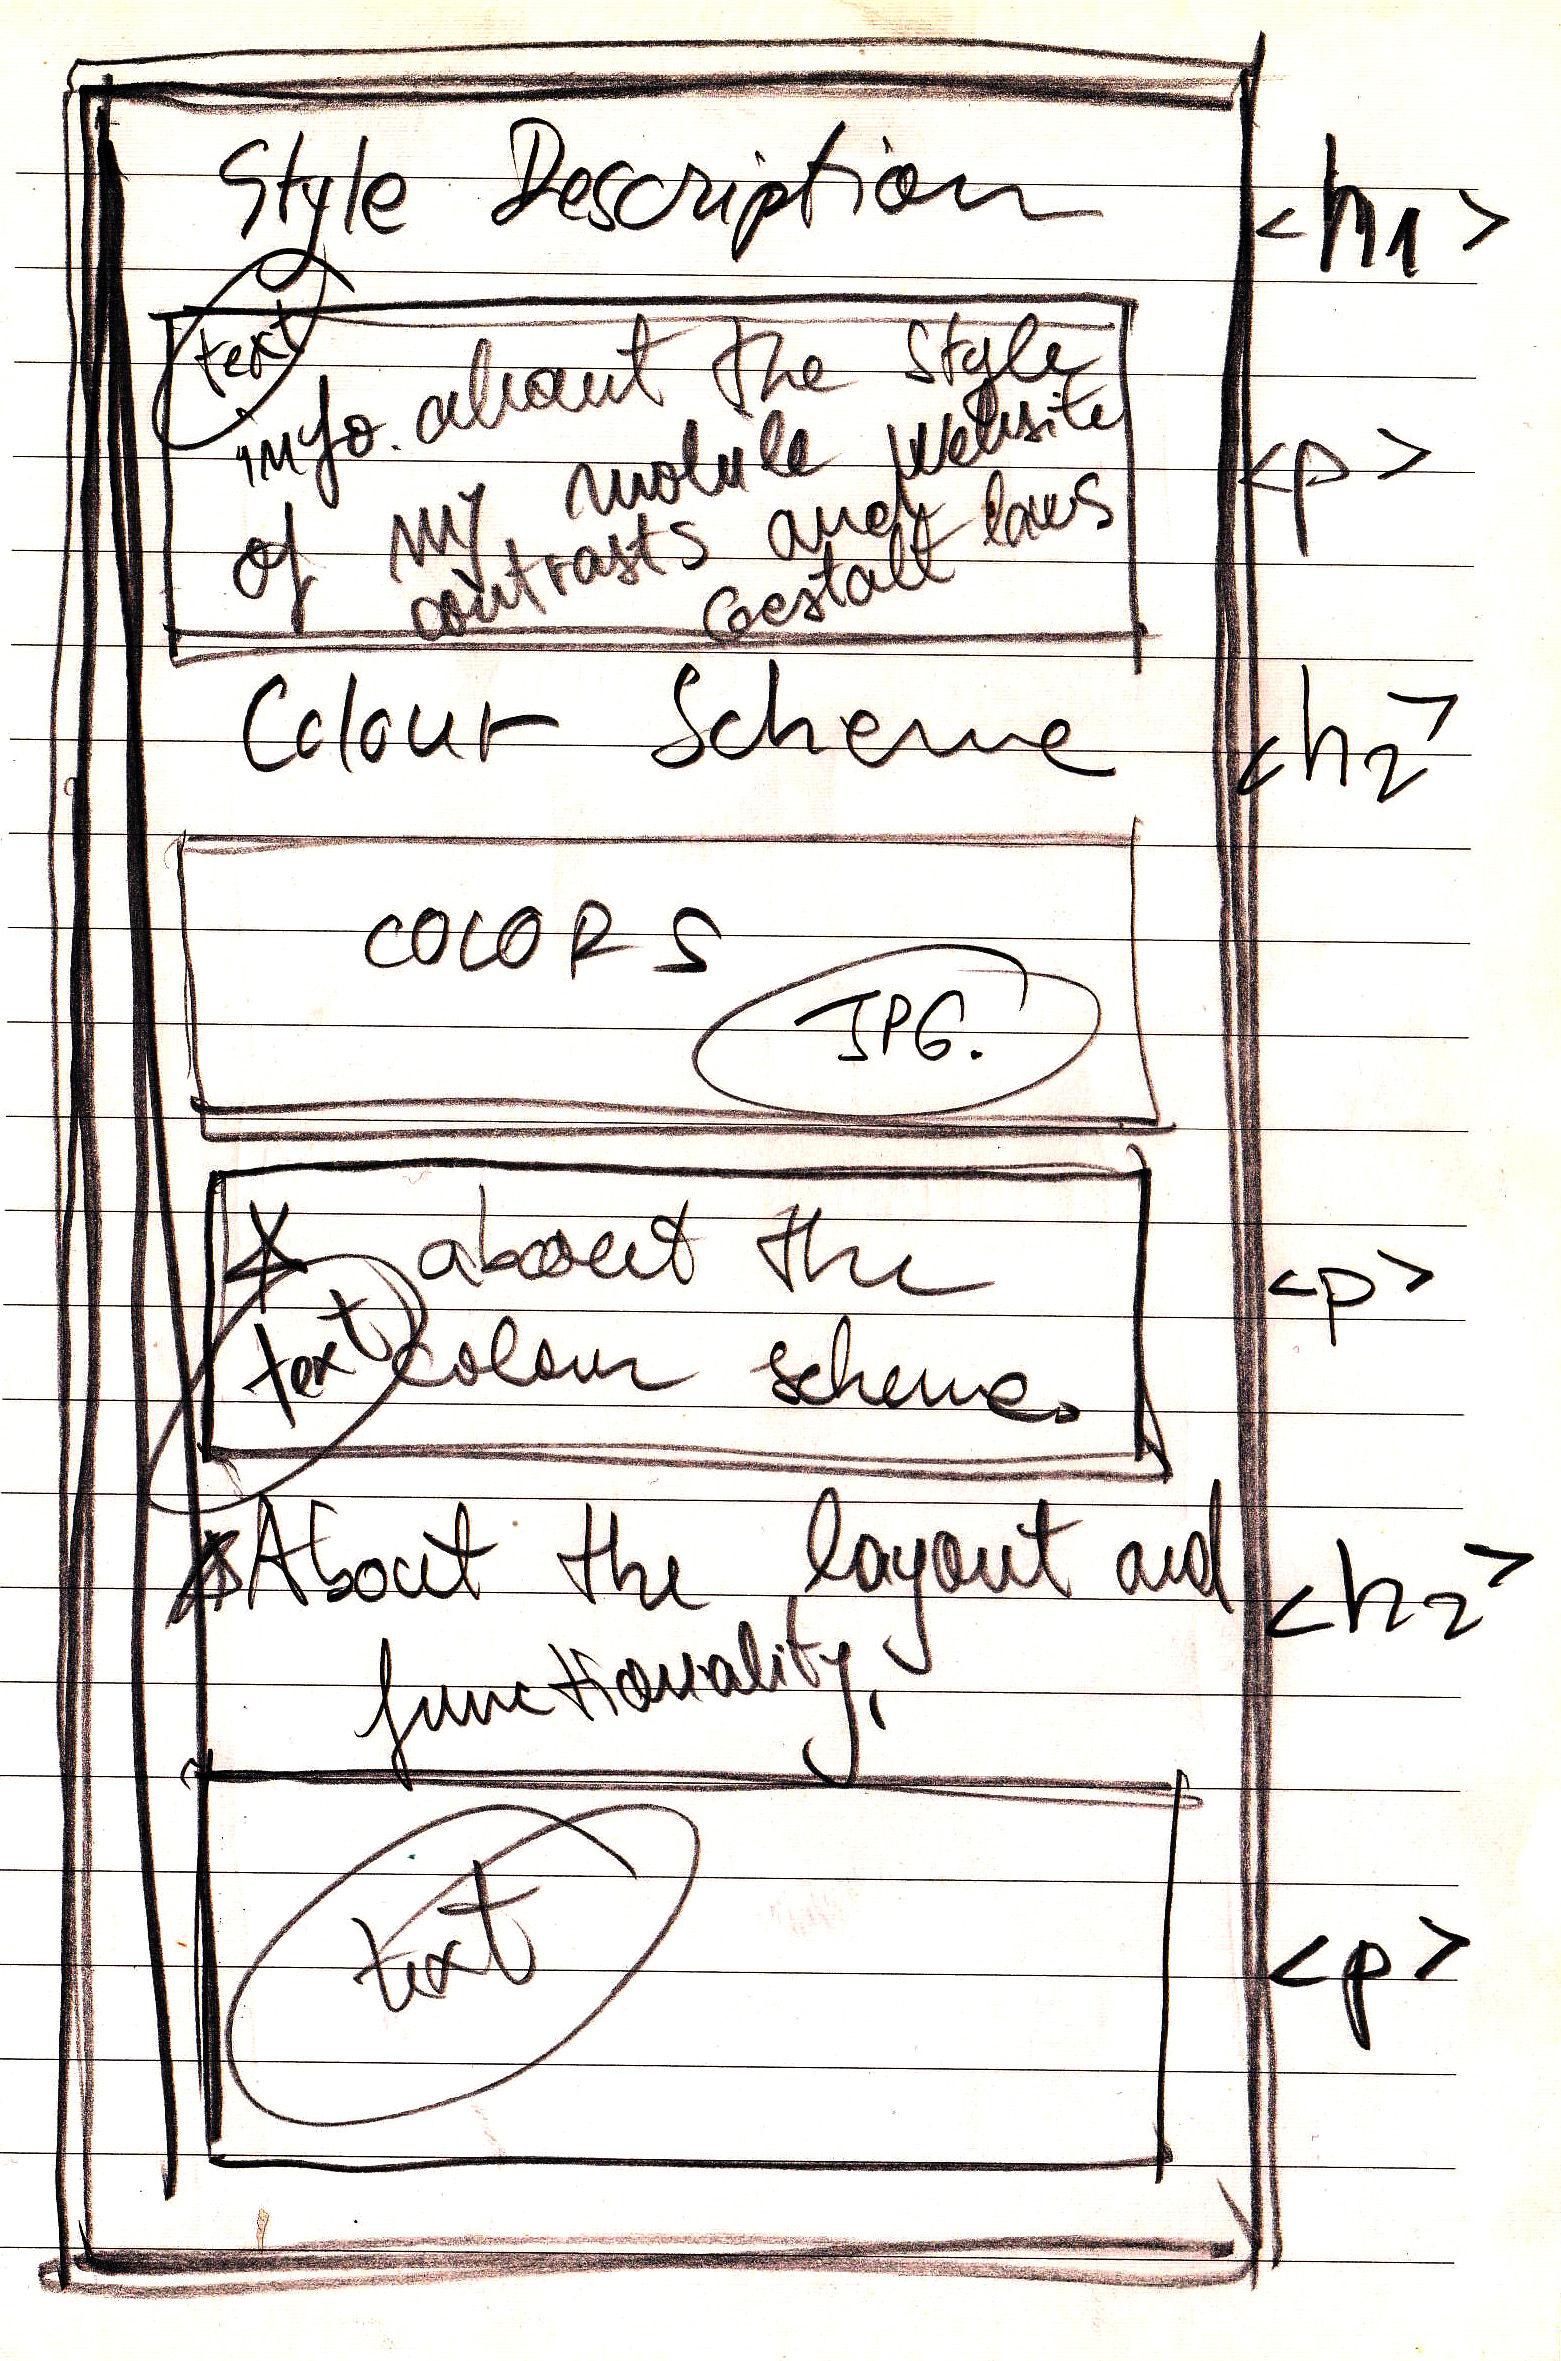 Style Description <h1>
text
info. about the style
of my mobile website <p>
contrasts and laws
Gestalt
Colour Scheme <h2>
COLORS
JPG.
about the <p>
text colour scheme.
About the layout and <h2>
functionality.
text <p>